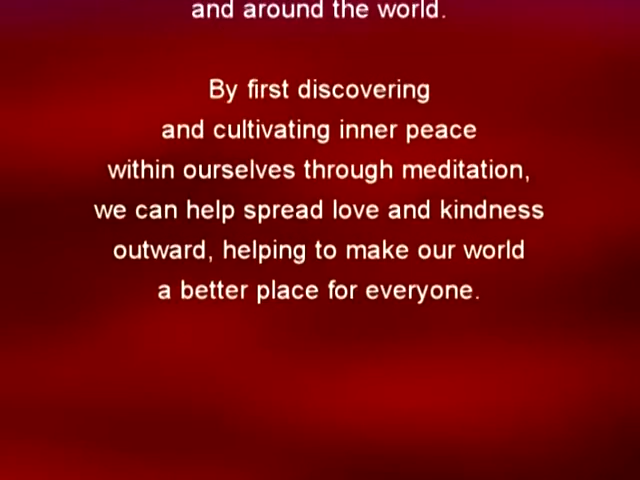 and around the world.
By first discovering
and cultivating inner peace
within ourselves through meditation,
we can help spread love and kindness
outward, helping to make our world
a better place for everyone.